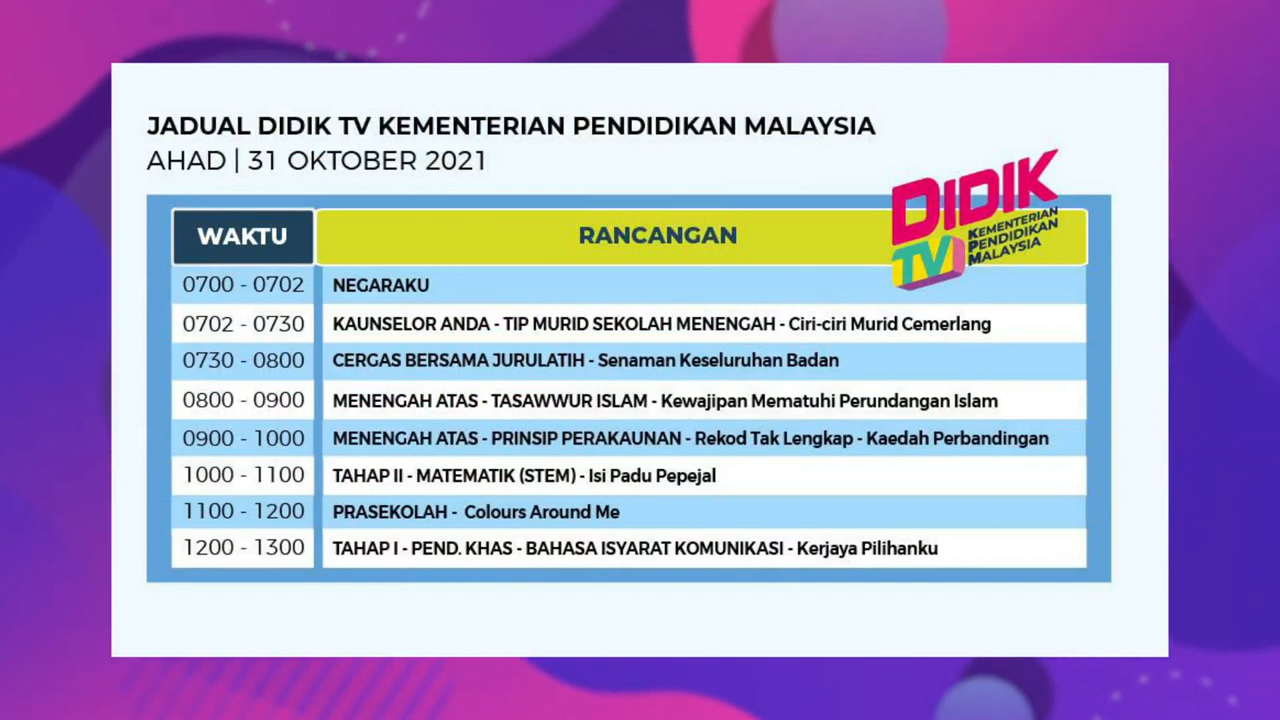 JADUAL DIDIK TV KEMENTERIAN PENDIDIKAN MALAYSIA
AHAD | 31 OKTOBER 2021
DIDIK
TV
KEMENTERIAN
PENDIDIKAN
MALAYSIA
WAKTU RANCANGAN
0700 - 0702 NEGARAKU
0702 - 0730 KAUNSELOR ANDA - TIP MURID SEKOLAH MENENGAH - Ciri-ciri Murid Cemerlang
0730 - 0800 CERGAS BERSAMA JURULATIH - Senaman Keseluruhan Badan
0800 - 0900 MENENGAH ATAS - TASAWWUR ISLAM - Kewajipan Mematuhi Perundangan Islam
0900 - 1000 MENENGAH ATAS - PRINSIP PERAKAUNAN - Rekod Tak Lengkap - Kaedah Perbandingan
1000 - 1100 TAHAP II - MATEMATIK (STEM) - Isi Padu Pepejal
1100 - 1200 PRASEKOLAH - Colours Around Me
1200 - 1300 TAHAP I - PEND. KHAS - BAHASA ISYARAT KOMUNIKASI - Kerjaya Pilihanku